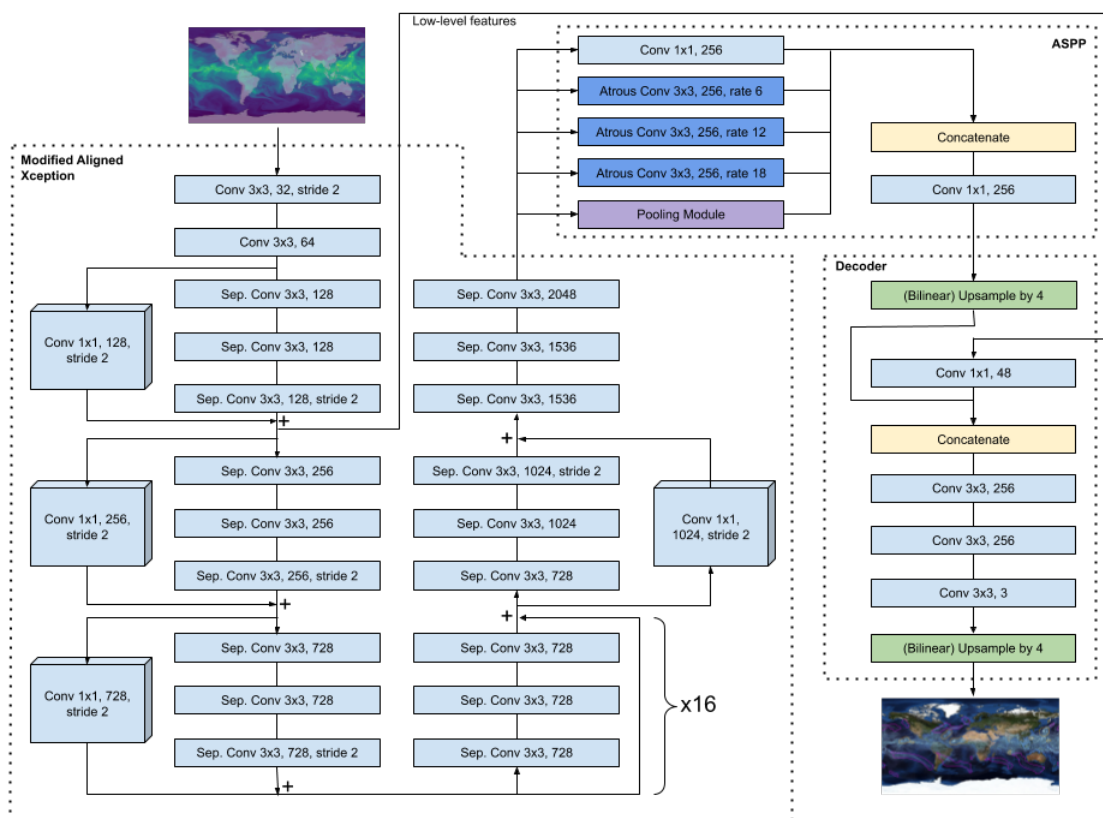 Low-level features
Modified Aligned
Xception
Conv 3x3, 32, stride 2
Conv 3x3, 64
Conv 1x1, 128,
stride 2
Sep. Conv 3x3, 128
Sep. Conv 3x3, 128
Sep. Conv 3x3, 128, stride 2
+
Conv 1x1, 256,
stride 2
Sep. Conv 3x3, 256
Sep. Conv 3x3, 256
Sep. Conv 3x3, 256, stride 2
+
Conv 1x1, 728,
stride 2
Sep. Conv 3x3, 728
Sep. Conv 3x3, 728
Sep. Conv 3x3, 728, stride 2
+
Sep. Conv 3x3, 2048
Sep. Conv 3x3, 1536
Sep. Conv 3x3, 1536
+
Sep. Conv 3x3, 1024, stride 2
Sep. Conv 3x3, 1024
Sep. Conv 3x3, 728
Conv 1x1,
1024, stride 2
+
Sep. Conv 3x3, 728
Sep. Conv 3x3, 728
Sep. Conv 3x3, 728
x16
ASPP
Conv 1x1, 256
Atrous Conv 3x3, 256, rate 6
Atrous Conv 3x3, 256, rate 12
Atrous Conv 3x3, 256, rate 18
Pooling Module
Concatenate
Conv 1x1, 256
Decoder
(Bilinear) Upsample by 4
Conv 1x1, 48
Concatenate
Conv 3x3, 256
Conv 3x3, 256
Conv 3x3, 3
(Bilinear) Upsample by 4